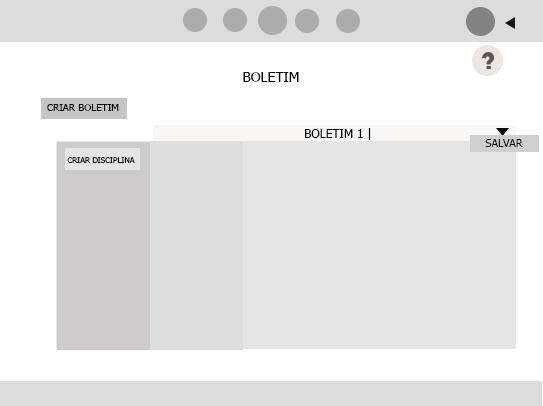 ?
BOLETIM
CRIAR BOLETIM
BOLETIM 1 |
SALVAR
CRIAR DISCIPLINA